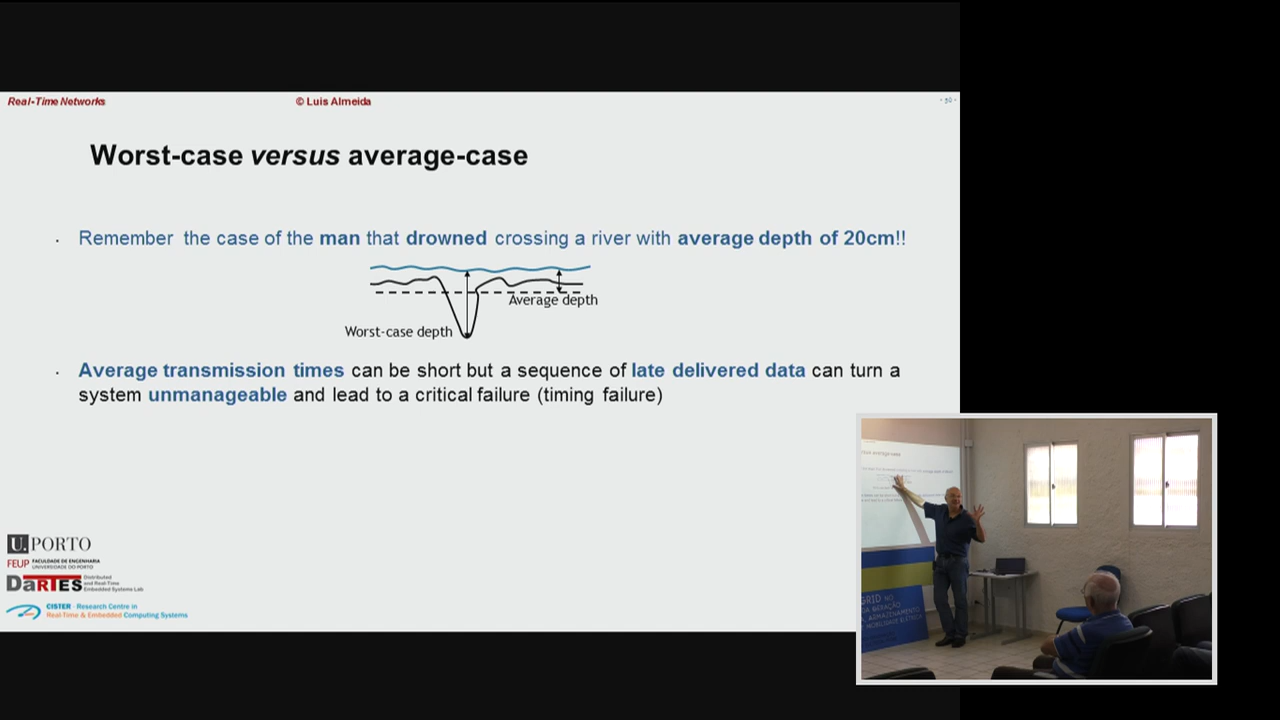 Real-Time Networks
© Luis Almeida
Worst-case versus average-case
· Remember the case of the man that drowned crossing a river with average depth of 20cm!!
Average depth
Worst-case depth
· Average transmission times can be short but a sequence of late delivered data can turn a
system unmanageable and lead to a critical failure (timing failure)
U. PORTO
FEUP FACULDADE DE ENGENHARIA
UNIVERSIDADE DO PORTO
DaRTES Distributed
and Real-Time
Embedded Systems Lab
CISTER - Research Centre in
Real-Time & Embedded Computing Systems